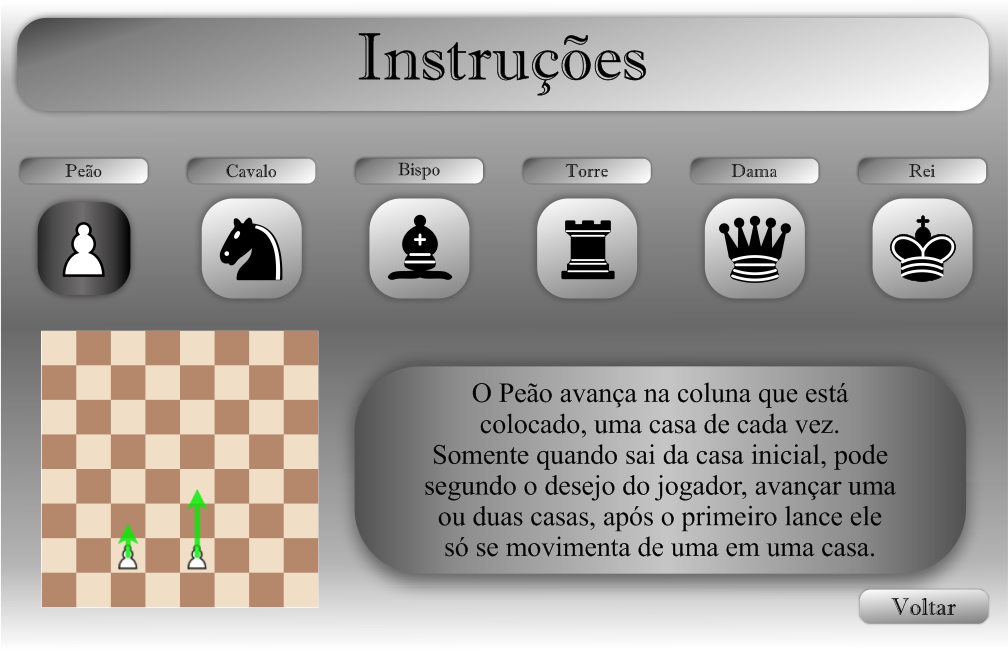 Instruções
Peão
Cavalo
Bispo
Torre
Dama
Rei
O Peão avança na coluna que está
colocado, uma casa de cada vez.
Somente quando sai da casa inicial, pode
segundo o desejo do jogador, avançar uma
ou duas casas, após o primeiro lance ele
só se movimenta de uma em uma casa.
Voltar